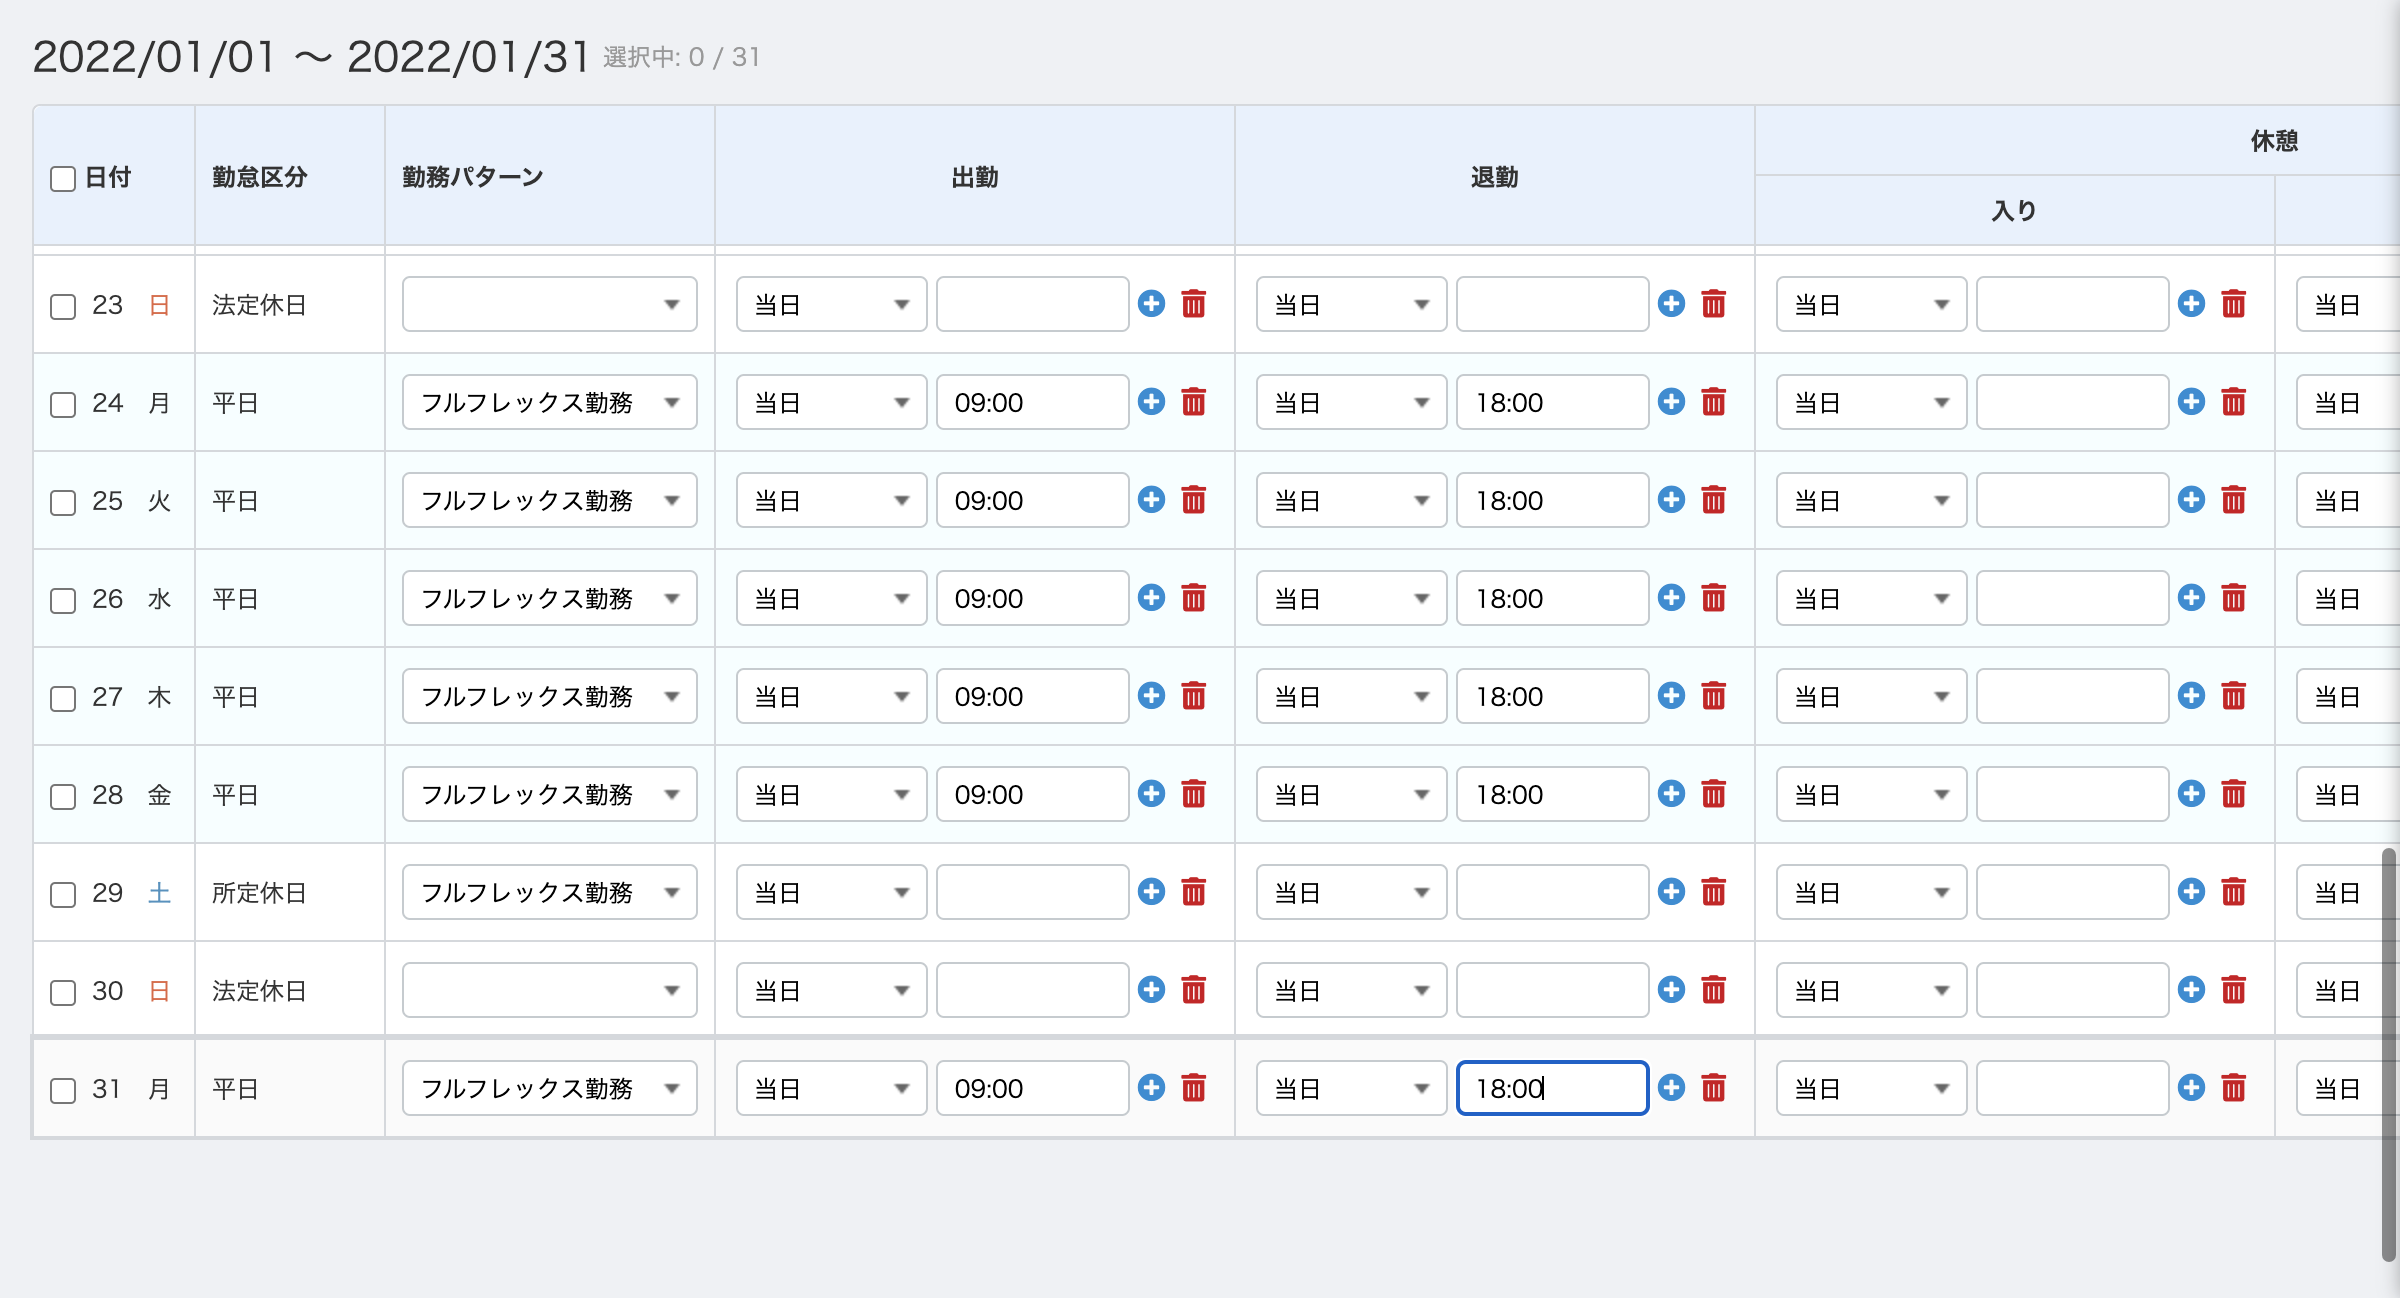 2022/01/01 〜 2022/01/31 選択中: 0 / 31
日付 勤怠区分 勤務パターン 出勤 退勤 休憩
入り
23 日 法定休日 当日 当日 当日 当日
24 月 平日 フルフレックス勤務 当日 09:00 当日 18:00 当日 当日
25 火 平日 フルフレックス勤務 当日 09:00 当日 18:00 当日 当日
26 水 平日 フルフレックス勤務 当日 09:00 当日 18:00 当日 当日
27 木 平日 フルフレックス勤務 当日 09:00 当日 18:00 当日 当日
28 金 平日 フルフレックス勤務 当日 09:00 当日 18:00 当日 当日
29 土 所定休日 フルフレックス勤務 当日 当日 当日 当日
30 日 法定休日 当日 当日 当日 当日
31 月 平日 フルフレックス勤務 当日 09:00 当日 18:00 当日 当日